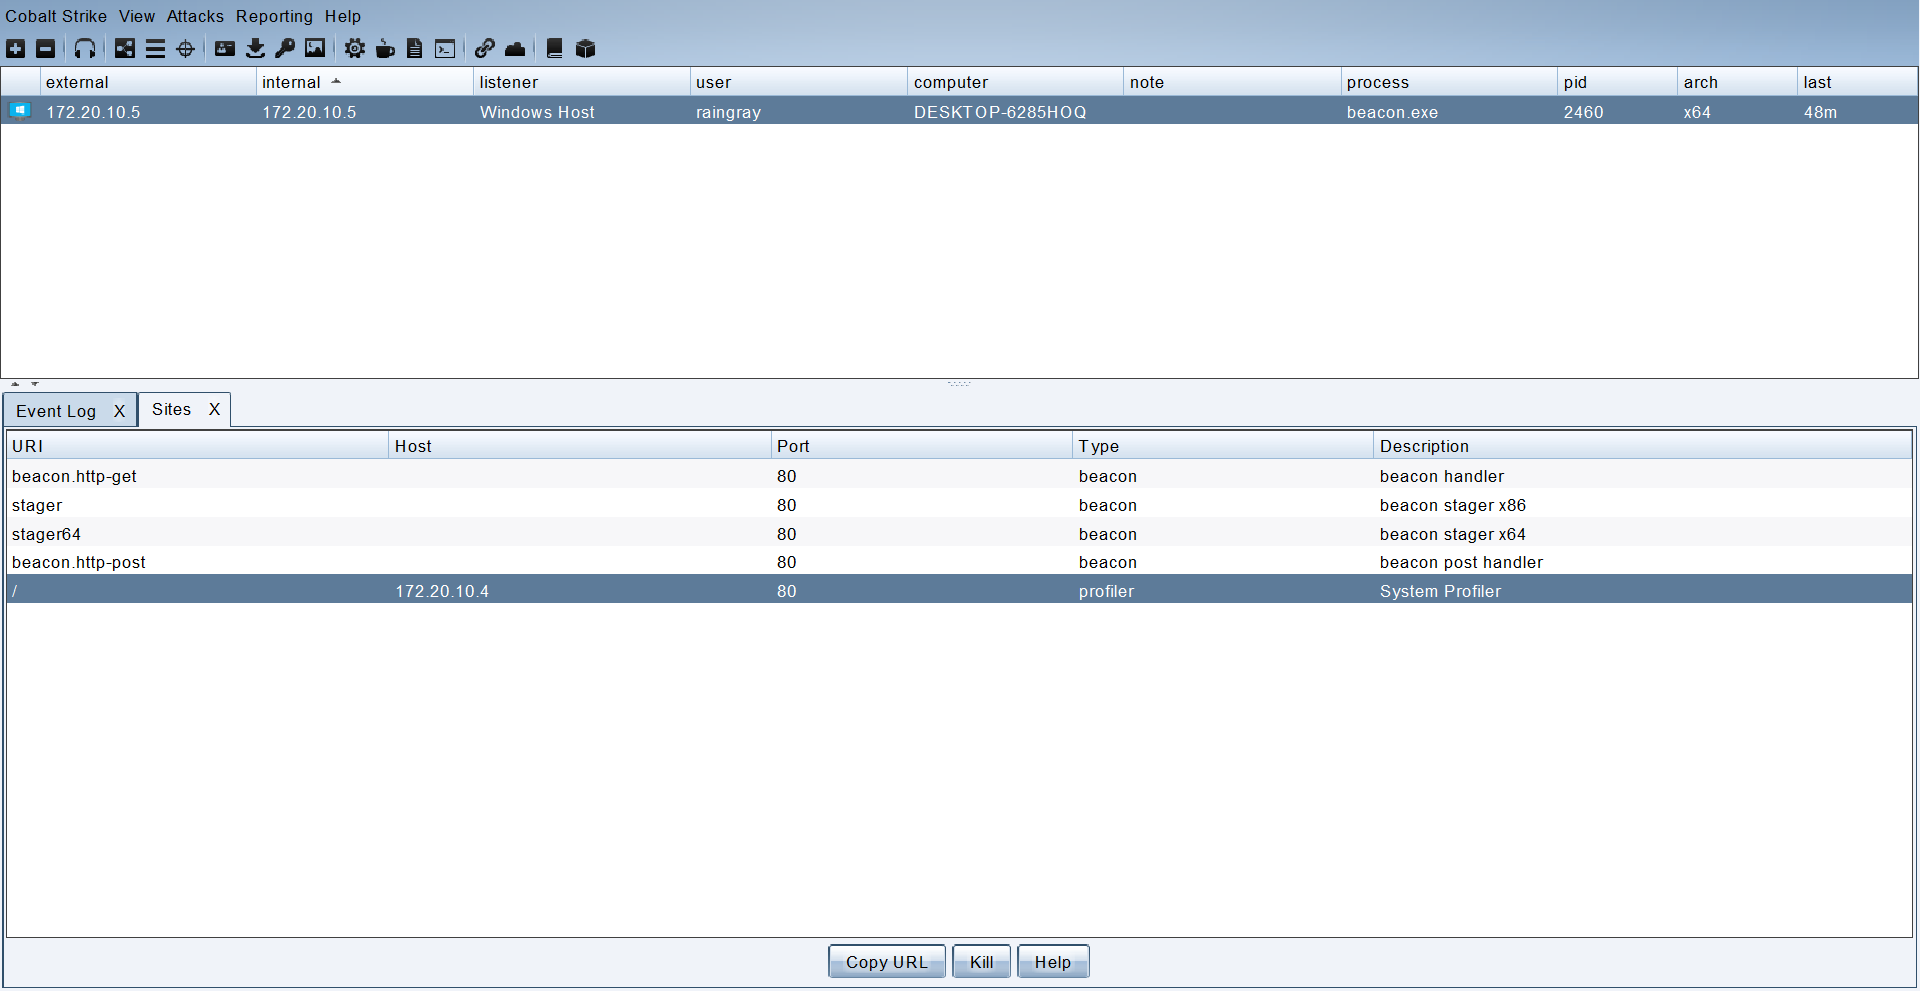 Cobalt Strike View Attacks Reporting Help
external internal listener user computer note process pid arch last
172.20.10.5 172.20.10.5 Windows Host raingray DESKTOP-6285HOQ beacon.exe 2460 x64 48m
Event Log X Sites X
URI Host Port Type Description
beacon.http-get 80 beacon beacon handler
stager 80 beacon beacon stager x86
stager64 80 beacon beacon stager x64
beacon.http-post 80 beacon beacon post handler
/ 172.20.10.4 80 profiler System Profiler
Copy URL Kill Help